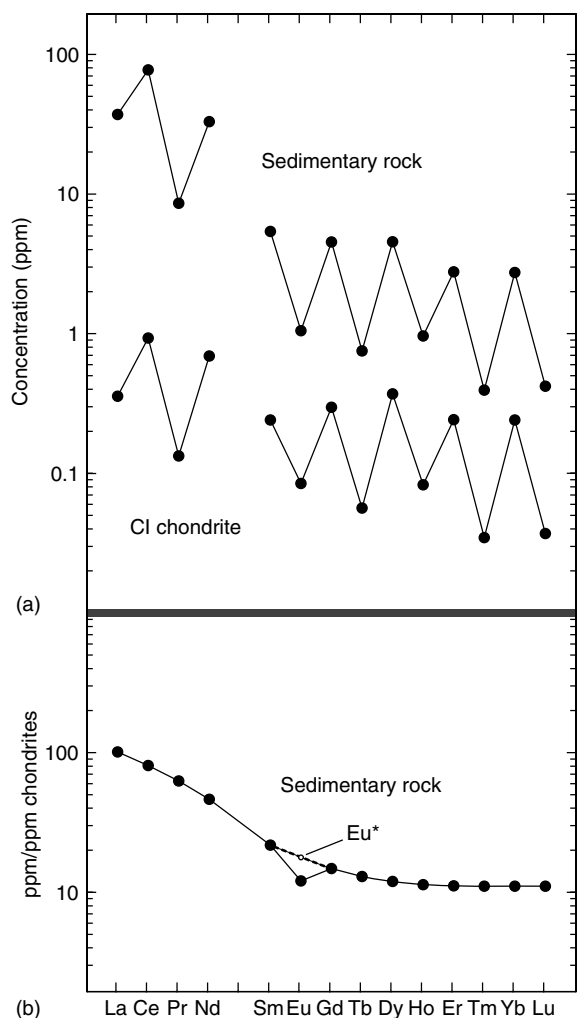 100
Sedimentary rock
10
Concentration (ppm)
1
0.1
CI chondrite
(a)
ppm/ppm chondrites
100
Sedimentary rock
Eu*
10
(b)
La Ce Pr Nd Sm Eu Gd Tb Dy Ho Er Tm Yb Lu